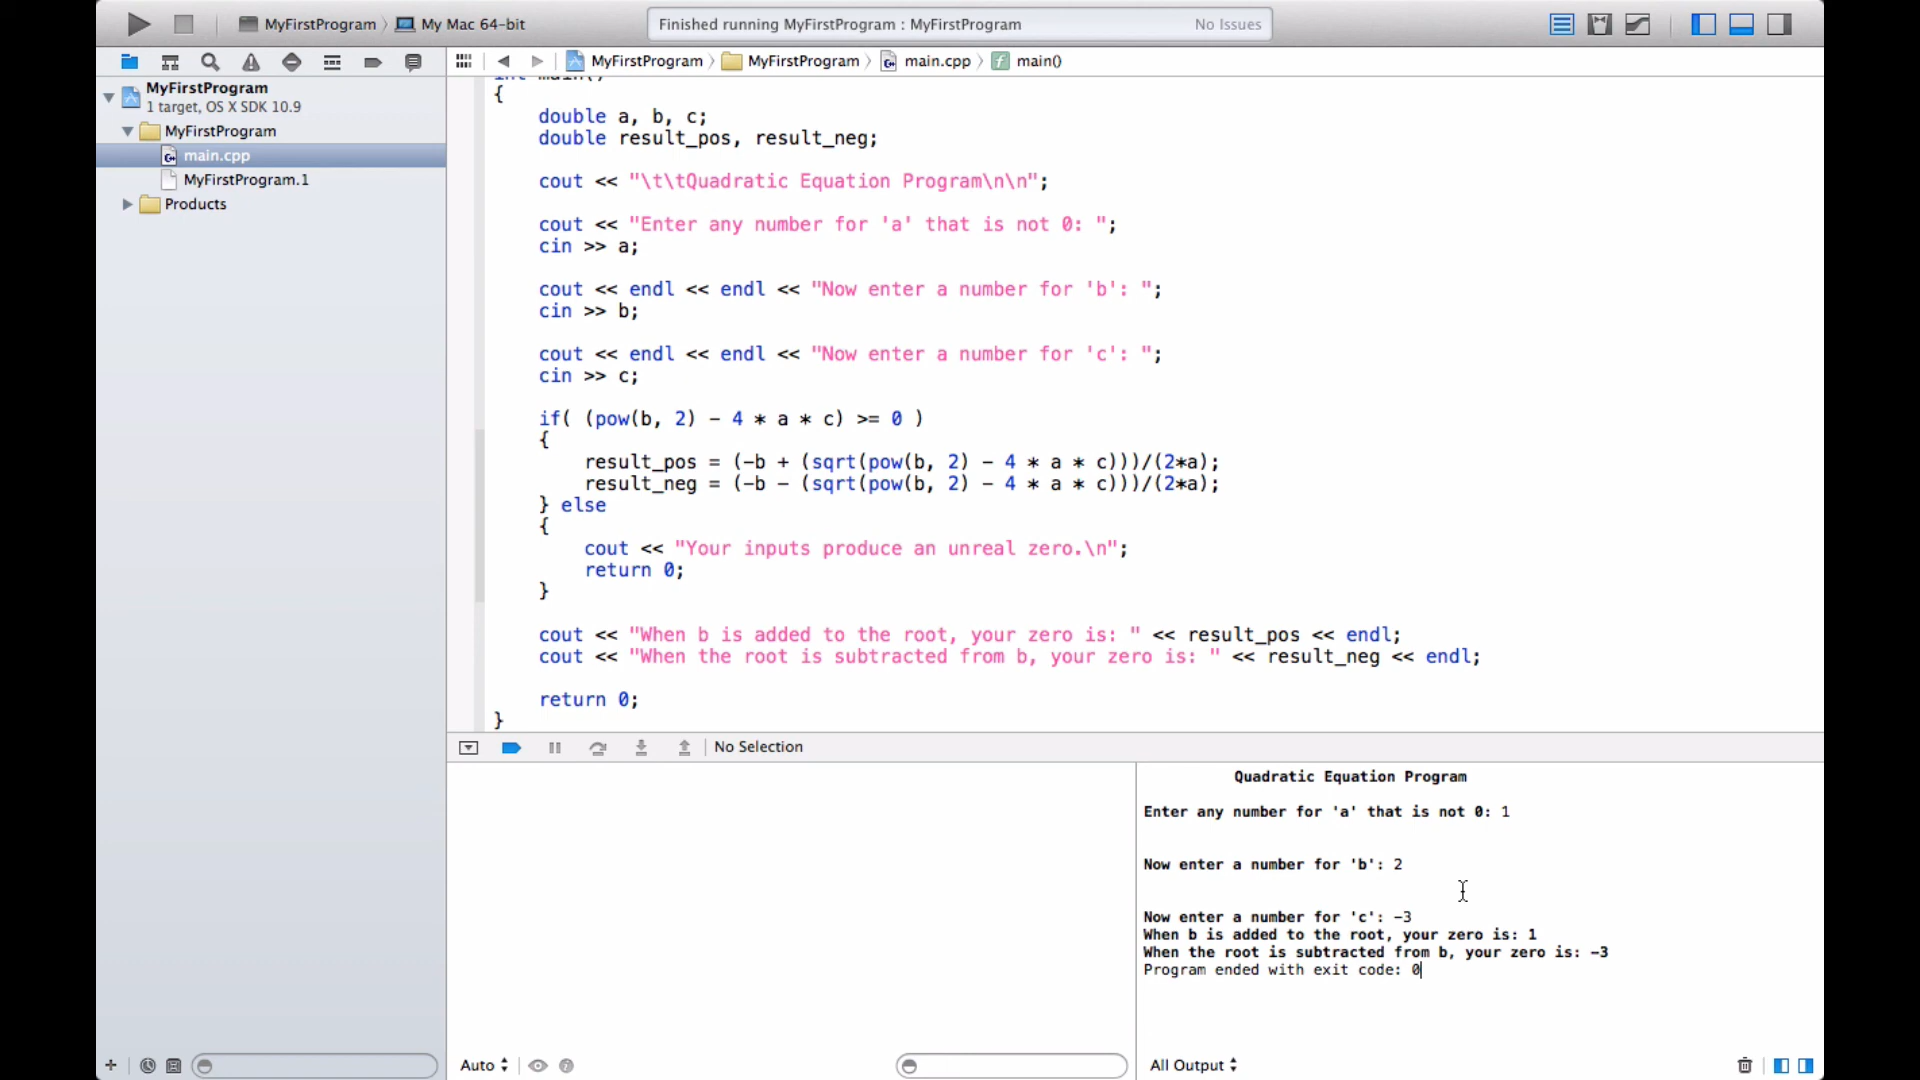 MyFirstProgram My Mac 64-bit
Finished running MyFirstProgram : MyFirstProgram No Issues
MyFirstProgram MyFirstProgram main.cpp main()
MyFirstProgram
1 target, OS X SDK 10.9
MyFirstProgram
main.cpp
MyFirstProgram.1
Products
int main()
{
double a, b, c;
double result_pos, result_neg;
cout << "\t\tQuadratic Equation Program\n\n";
cout << "Enter any number for 'a' that is not 0: ";
cin >> a;
cout << endl << endl << "Now enter a number for 'b': ";
cin >> b;
cout << endl << endl << "Now enter a number for 'c': ";
cin >> c;
if( (pow(b, 2) - 4 * a * c) >= 0 )
{
result_pos = (-b + (sqrt(pow(b, 2) - 4 * a * c)))/(2*a);
result_neg = (-b - (sqrt(pow(b, 2) - 4 * a * c)))/(2*a);
} else
{
cout << "Your inputs produce an unreal zero.\n";
return 0;
}
cout << "When b is added to the root, your zero is: " << result_pos << endl;
cout << "When the root is subtracted from b, your zero is: " << result_neg << endl;
return 0;
}
No Selection
Quadratic Equation Program
Enter any number for 'a' that is not 0: 1
Now enter a number for 'b': 2
Now enter a number for 'c': -3
When b is added to the root, your zero is: 1
When the root is subtracted from b, your zero is: -3
Program ended with exit code: 0
Auto
All Output